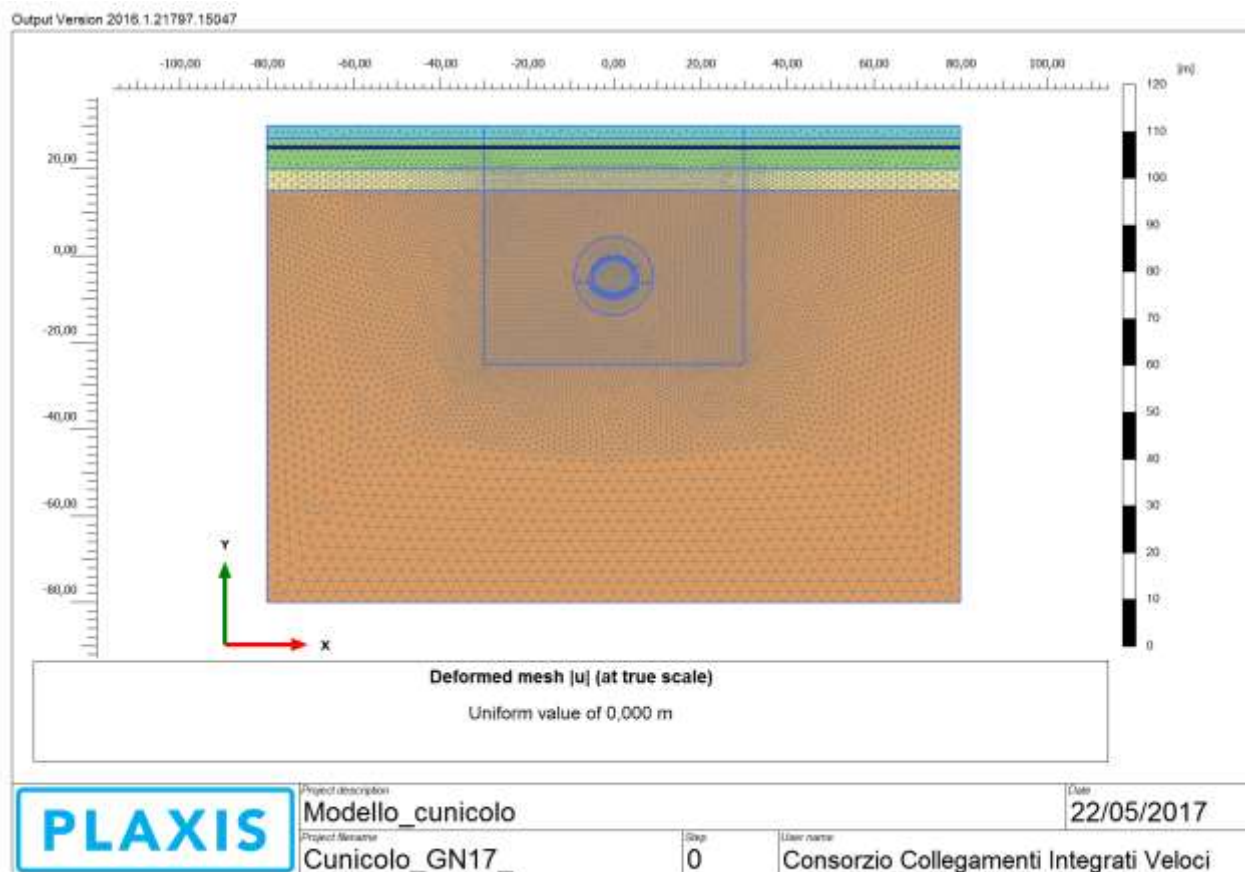 Output Version 2016.1.21797.15047
-100,00 -80,00 -60,00 -40,00 -20,00 0,00 20,00 40,00 60,00 80,00 100,00
[m]
120
110
100
90
80
70
60
50
40
30
20
10
0
20,00
0,00
-20,00
-40,00
-60,00
-80,00
Y
X
Deformed mesh |u| (at true scale)
Uniform value of 0,000 m
PLAXIS
Project description
Modello_cunicolo
Date
22/05/2017
Project filename
Cunicolo_GN17_
Step
0
User name
Consorzio Collegamenti Integrati Veloci